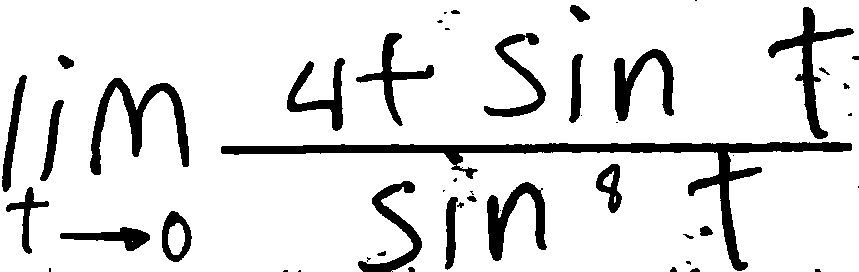 lim t→0 (4t sin t)/(sin⁸ t)